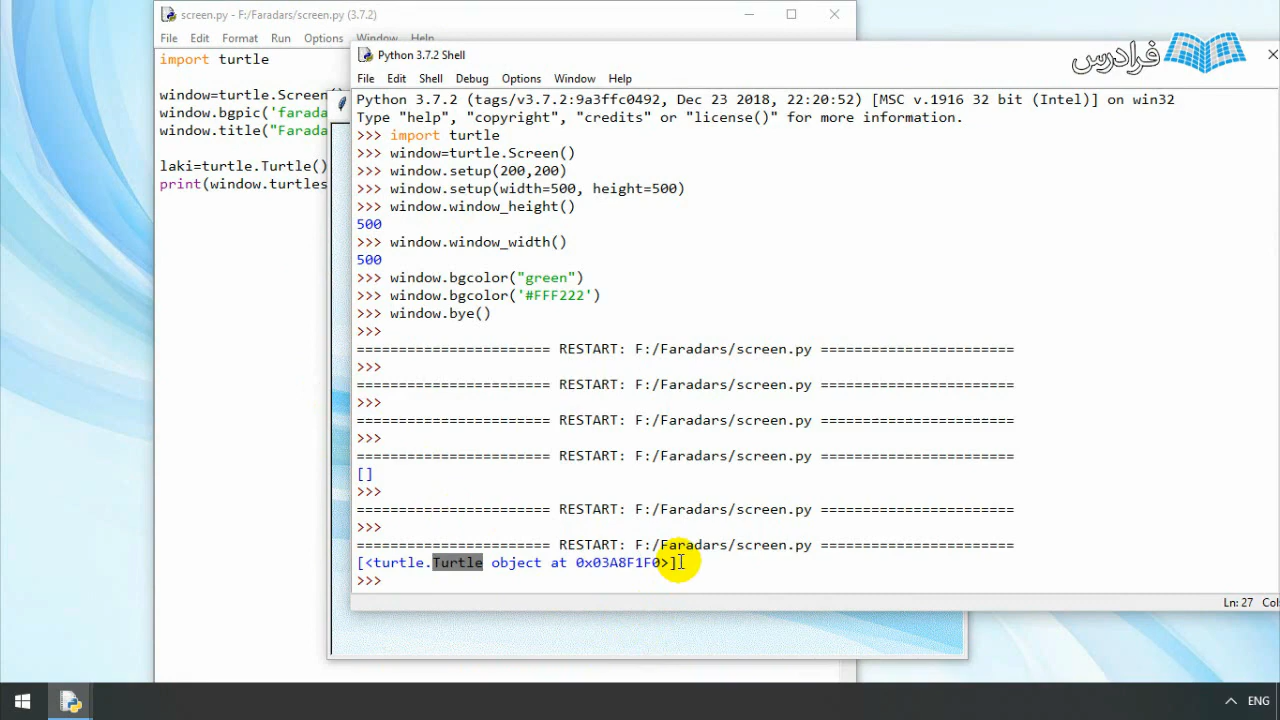 screen.py - F:/Faradars/screen.py (3.7.2)
File Edit Format Run Options Window Help
import turtle
window=turtle.Screen()
window.bgpic('farada
window.title("Farada
laki=turtle.Turtle()
print(window.turtles
فرادرس
Python 3.7.2 Shell
File Edit Shell Debug Options Window Help
Python 3.7.2 (tags/v3.7.2:9a3ffc0492, Dec 23 2018, 22:20:52) [MSC v.1916 32 bit (Intel)] on win32
Type "help", "copyright", "credits" or "license()" for more information.
>>> import turtle
>>> window=turtle.Screen()
>>> window.setup(200,200)
>>> window.setup(width=500, height=500)
>>> window.window_height()
500
>>> window.window_width()
500
>>> window.bgcolor("green")
>>> window.bgcolor('#FFF222')
>>> window.bye()
>>>
======================= RESTART: F:/Faradars/screen.py =======================
>>>
======================= RESTART: F:/Faradars/screen.py =======================
>>>
======================= RESTART: F:/Faradars/screen.py =======================
>>>
======================= RESTART: F:/Faradars/screen.py =======================
[]
>>>
======================= RESTART: F:/Faradars/screen.py =======================
>>>
======================= RESTART: F:/Faradars/screen.py =======================
[<turtle.Turtle object at 0x03A8F1F0>]
>>>
Ln: 27 Col
ENG